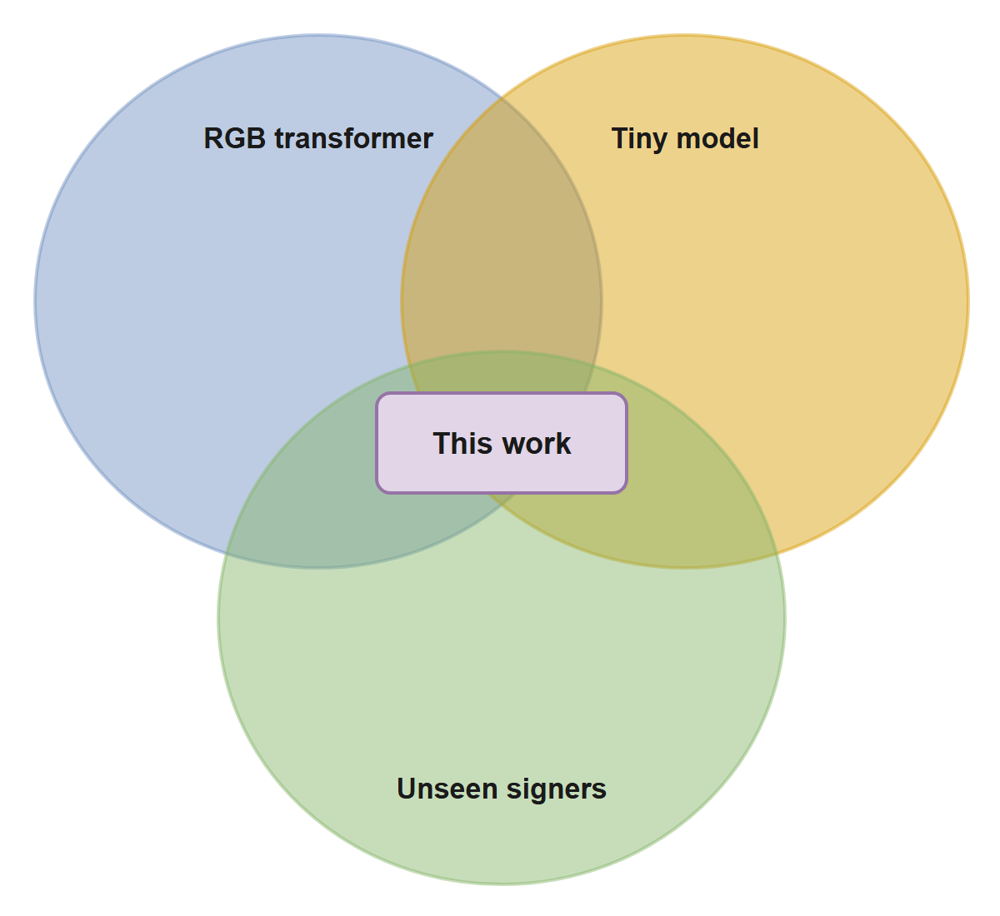 RGB transformer
Tiny model
This work
Unseen signers